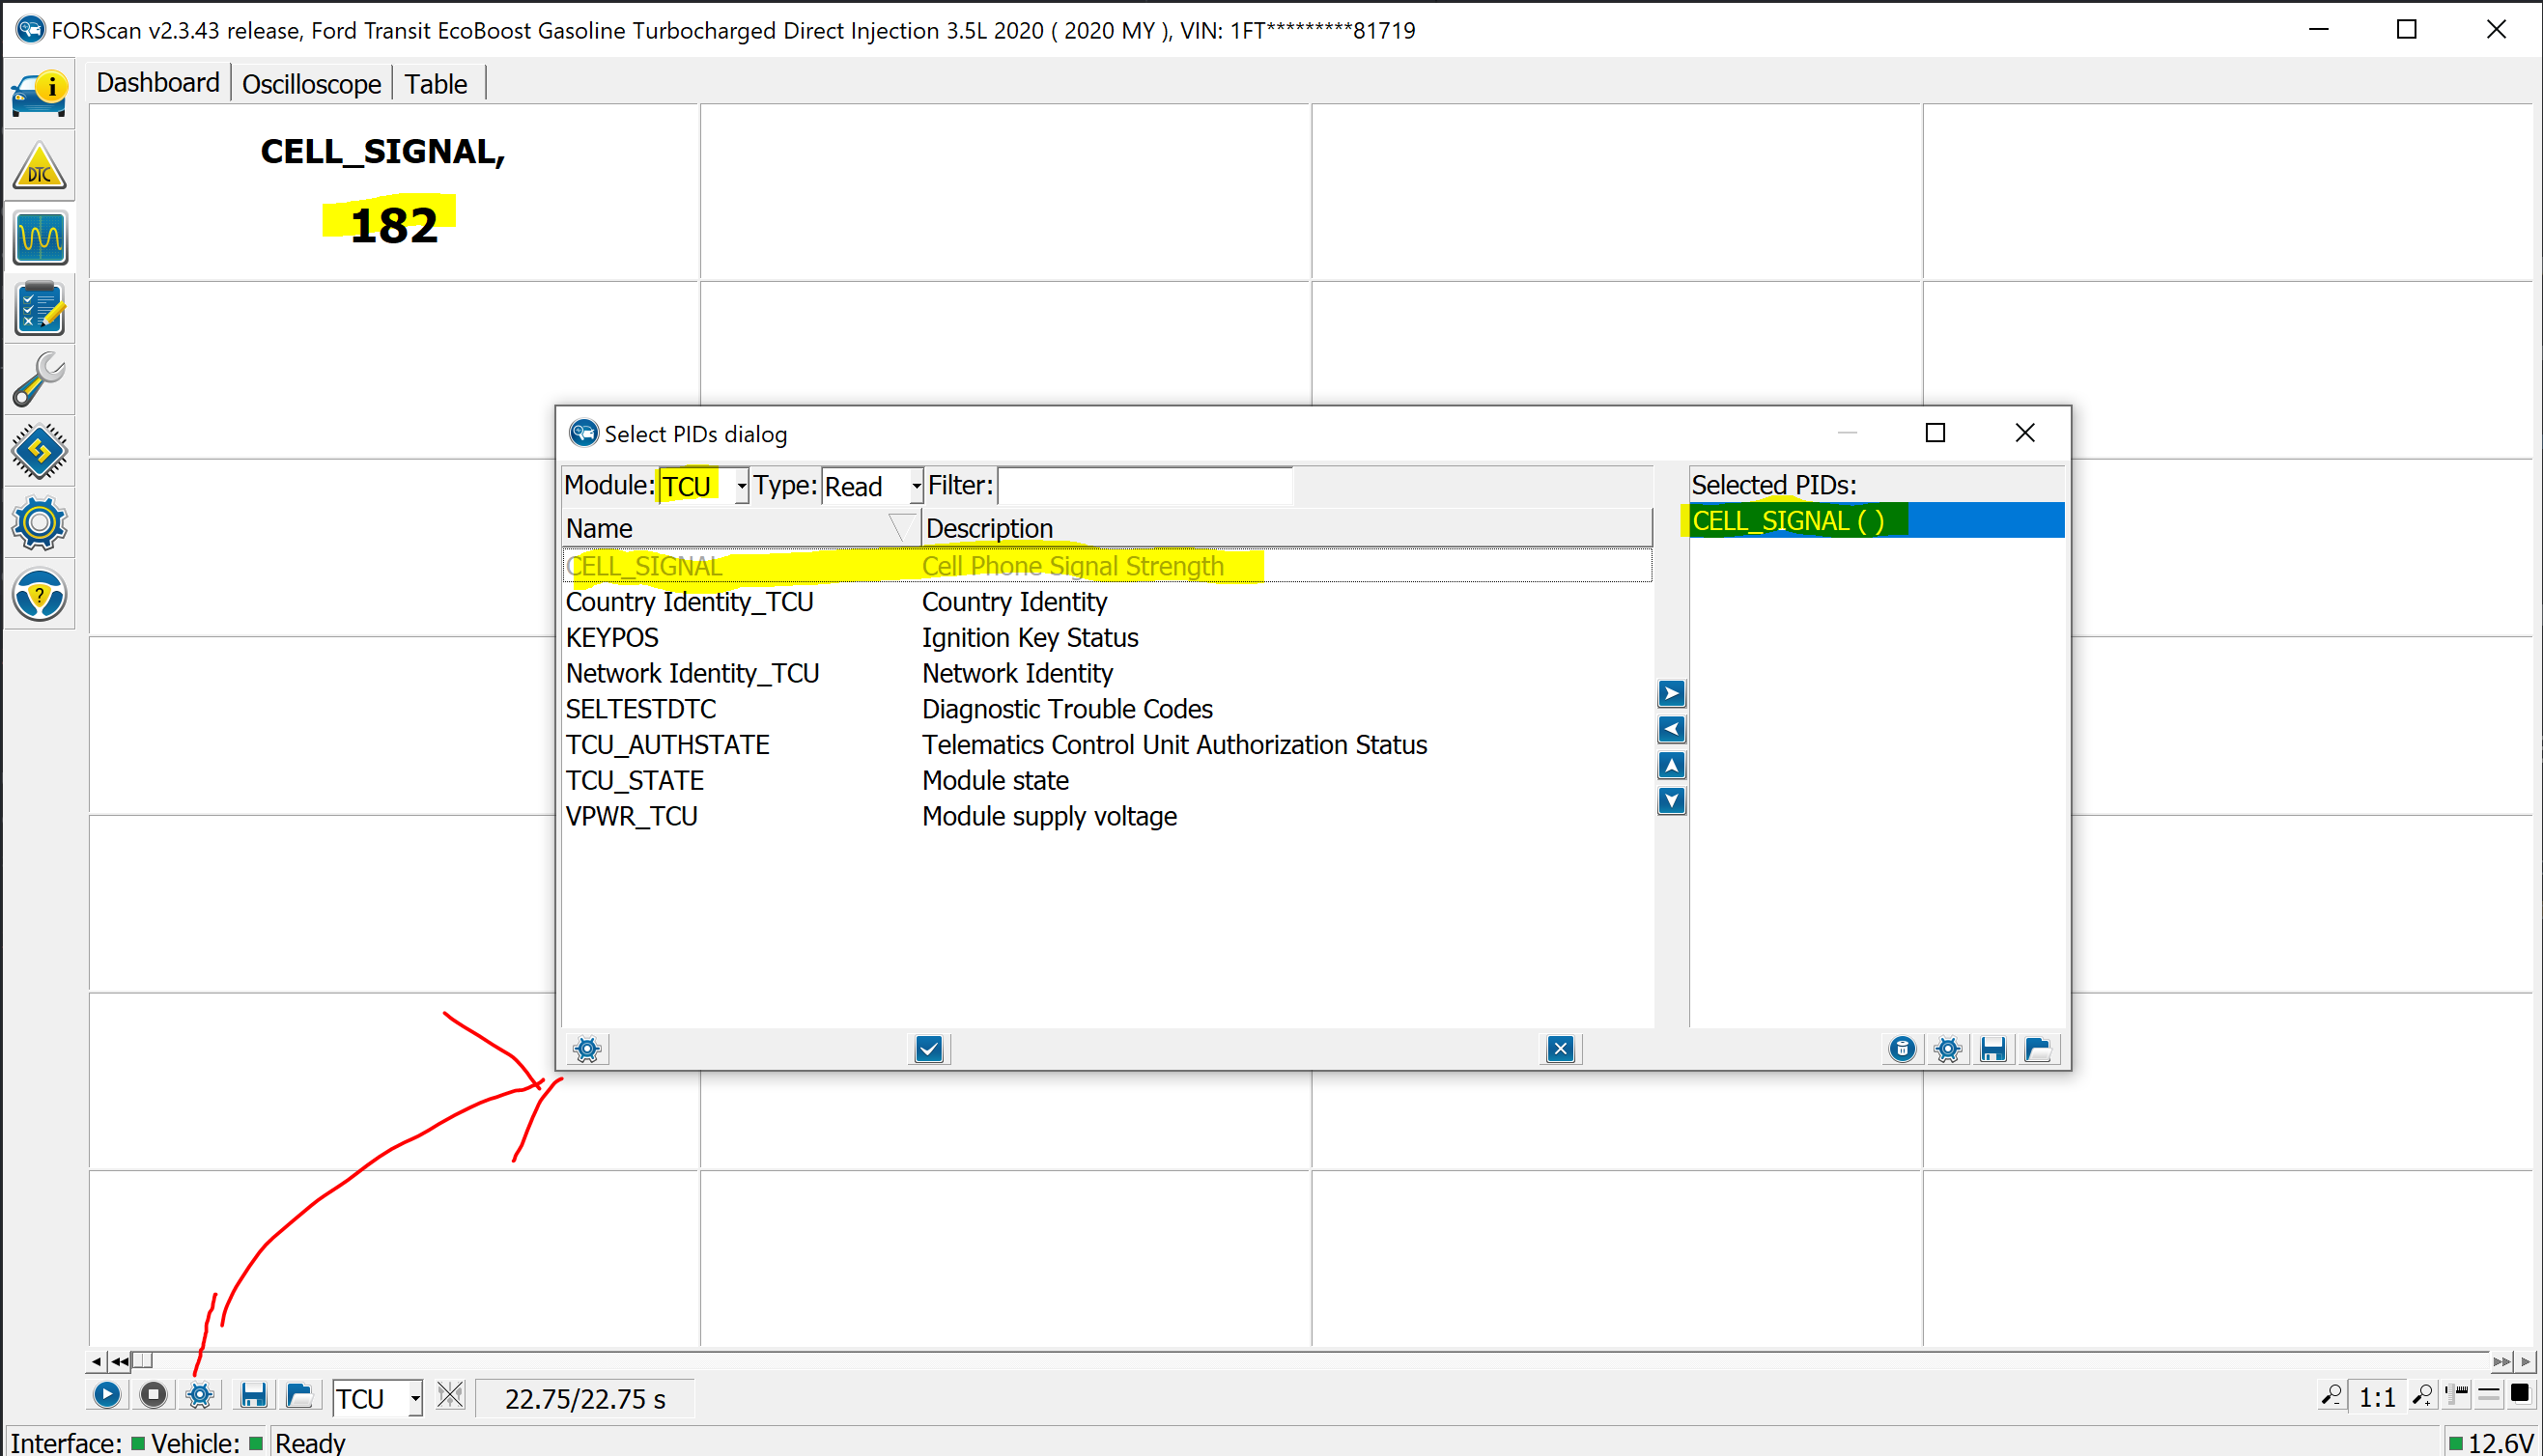 FORScan v2.3.43 release, Ford Transit EcoBoost Gasoline Turbocharged Direct Injection 3.5L 2020 ( 2020 MY ), VIN: 1FT*********81719
Dashboard Oscilloscope Table
i
DTC
?
CELL_SIGNAL,
182
Select PIDs dialog
Module: TCU Type: Read Filter:
Name Description
CELL_SIGNAL Cell Phone Signal Strength
Country Identity_TCU Country Identity
KEYPOS Ignition Key Status
Network Identity_TCU Network Identity
SELTESTDTC Diagnostic Trouble Codes
TCU_AUTHSTATE Telematics Control Unit Authorization Status
TCU_STATE Module state
VPWR_TCU Module supply voltage
Selected PIDs:
CELL_SIGNAL ( )
TCU 22.75/22.75 s 1:1
Interface: Vehicle: Ready 12.6V